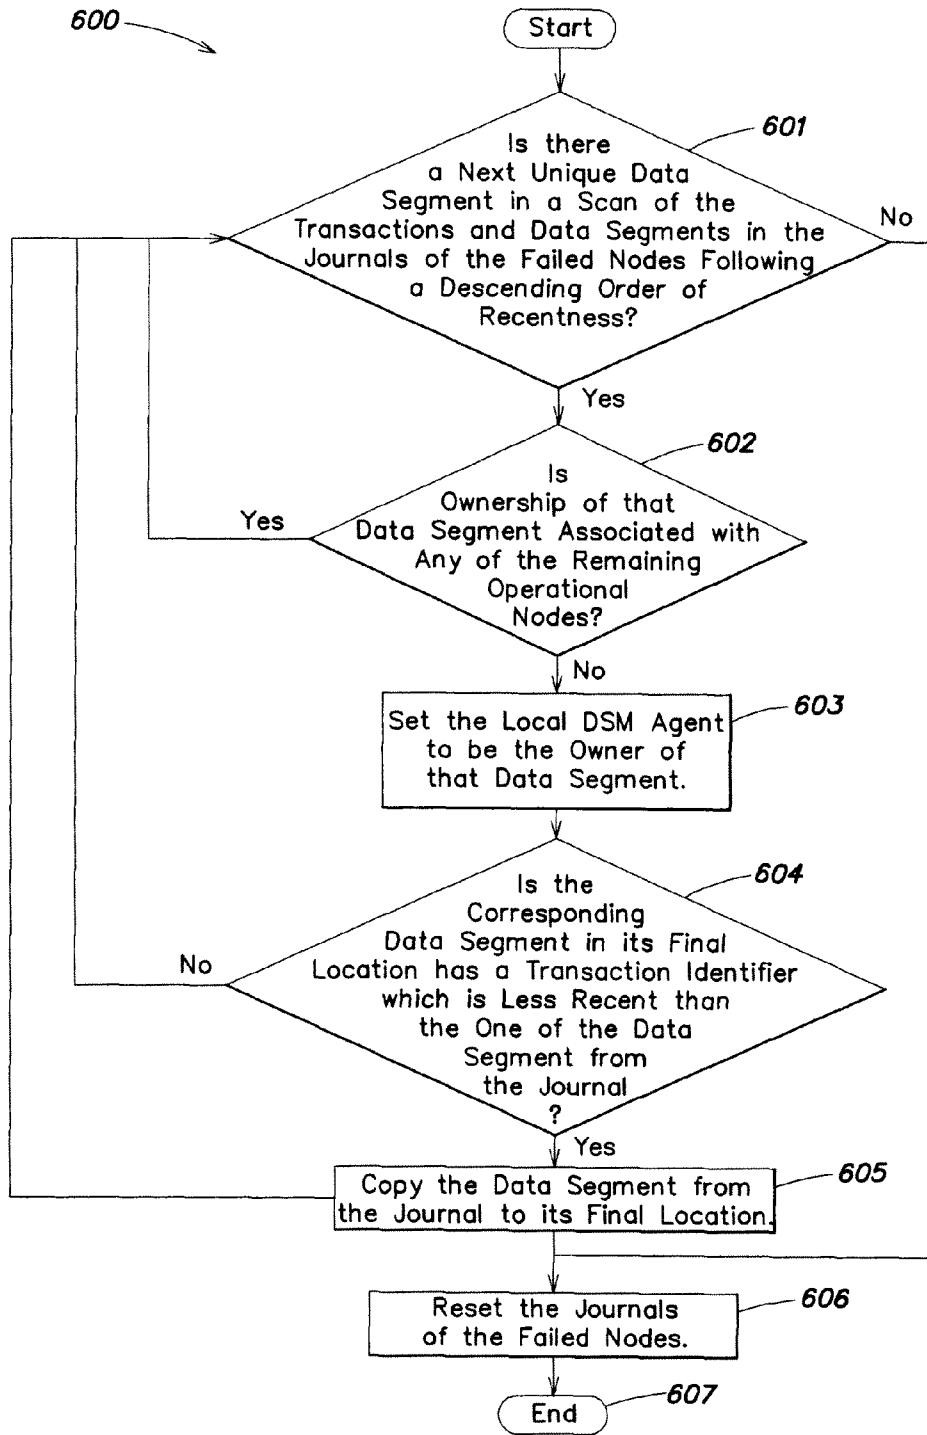 600
Start
601
Is there
a Next Unique Data
Segment in a Scan of the
Transactions and Data Segments in the
Journals of the Failed Nodes Following
a Descending Order of
Recentness?
No
Yes
602
Is
Ownership of that
Data Segment Associated with
Any of the Remaining
Operational
Nodes?
Yes
No
603
Set the Local DSM Agent
to be the Owner of
that Data Segment.
604
Is the
Corresponding
Data Segment in its Final
Location has a Transaction Identifier
which is Less Recent than
the One of the Data
Segment from
the Journal
?
No
Yes
605
Copy the Data Segment from
the Journal to its Final Location.
606
Reset the Journals
of the Failed Nodes.
607
End